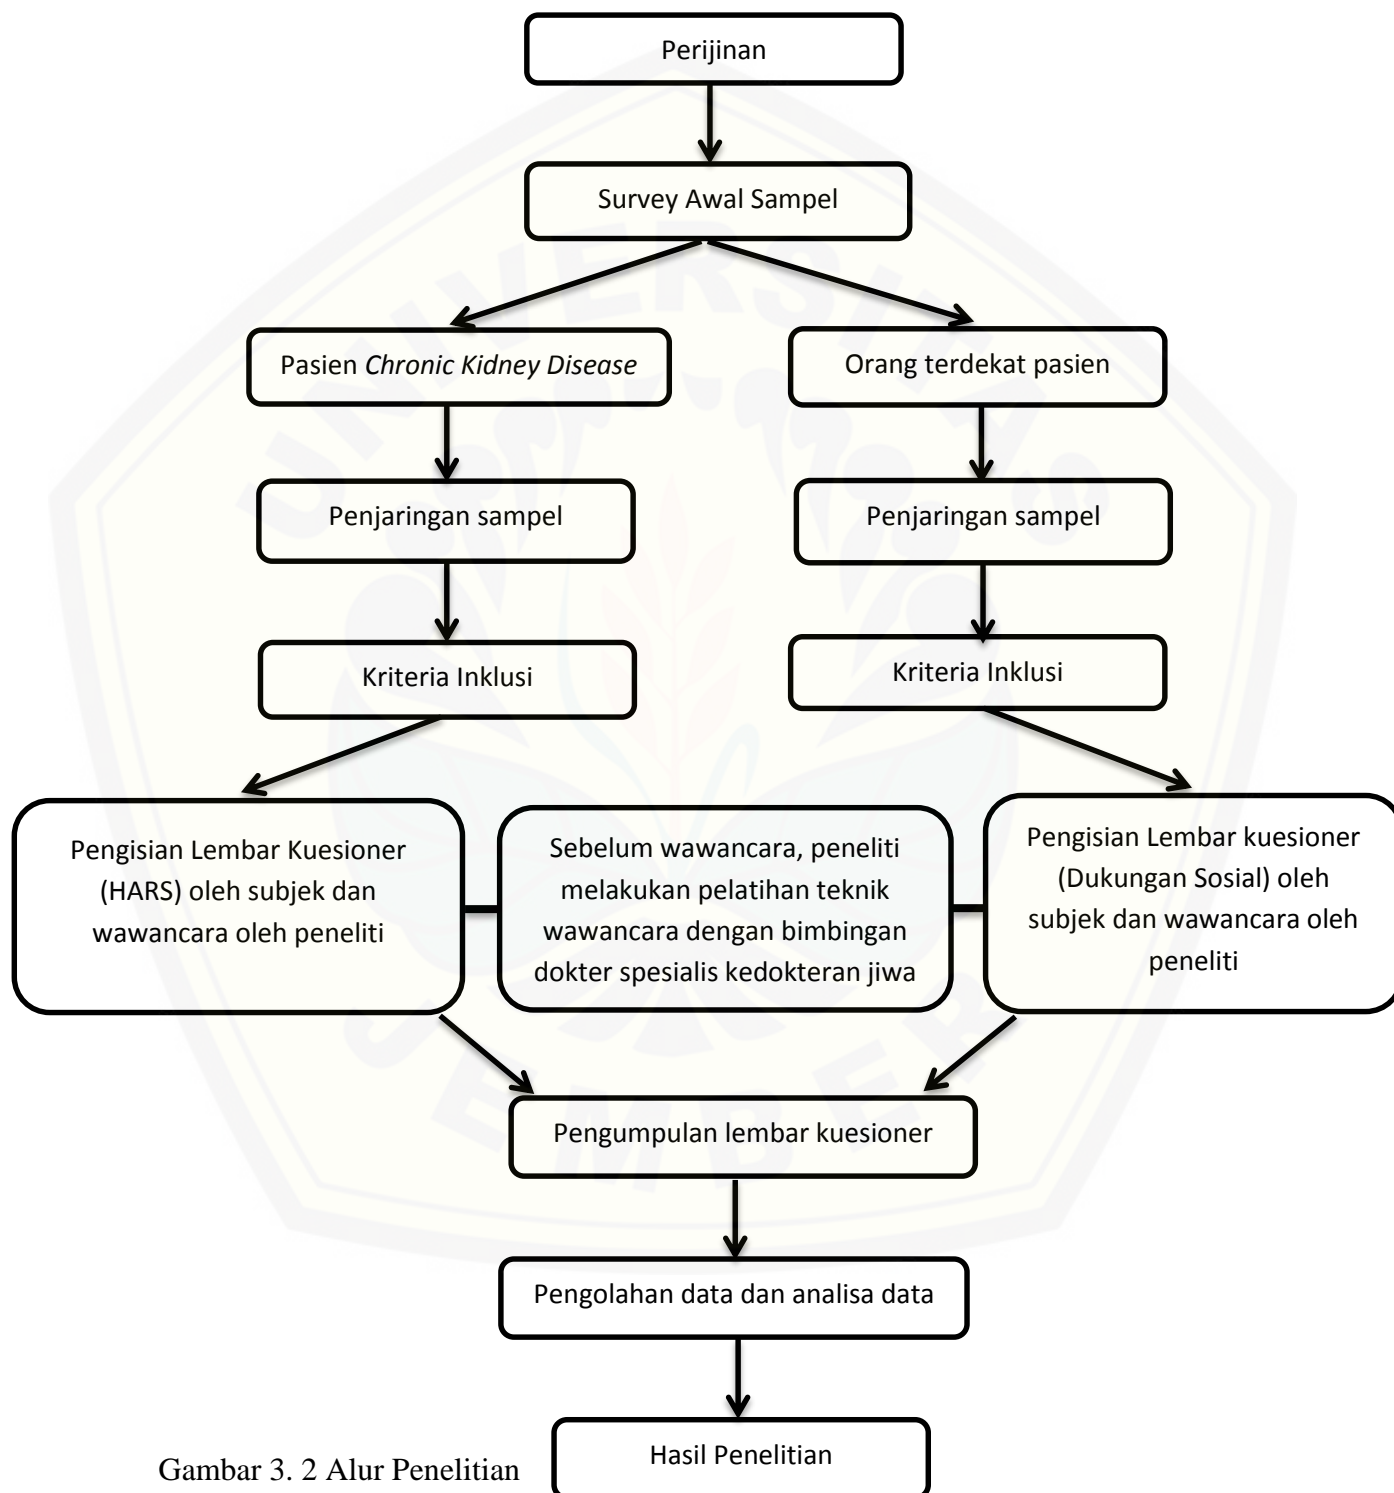 Perijinan
Survey Awal Sampel
Pasien Chronic Kidney Disease
Orang terdekat pasien
Penjaringan sampel
Penjaringan sampel
Kriteria Inklusi
Kriteria Inklusi
Pengisian Lembar Kuesioner
(HARS) oleh subjek dan
wawancara oleh peneliti
Sebelum wawancara, peneliti
melakukan pelatihan teknik
wawancara dengan bimbingan
dokter spesialis kedokteran jiwa
Pengisian Lembar kuesioner
(Dukungan Sosial) oleh
subjek dan wawancara oleh
peneliti
Pengumpulan lembar kuesioner
Pengolahan data dan analisa data
Hasil Penelitian
Gambar 3. 2 Alur Penelitian
UNIVERSITAS
JEMBER